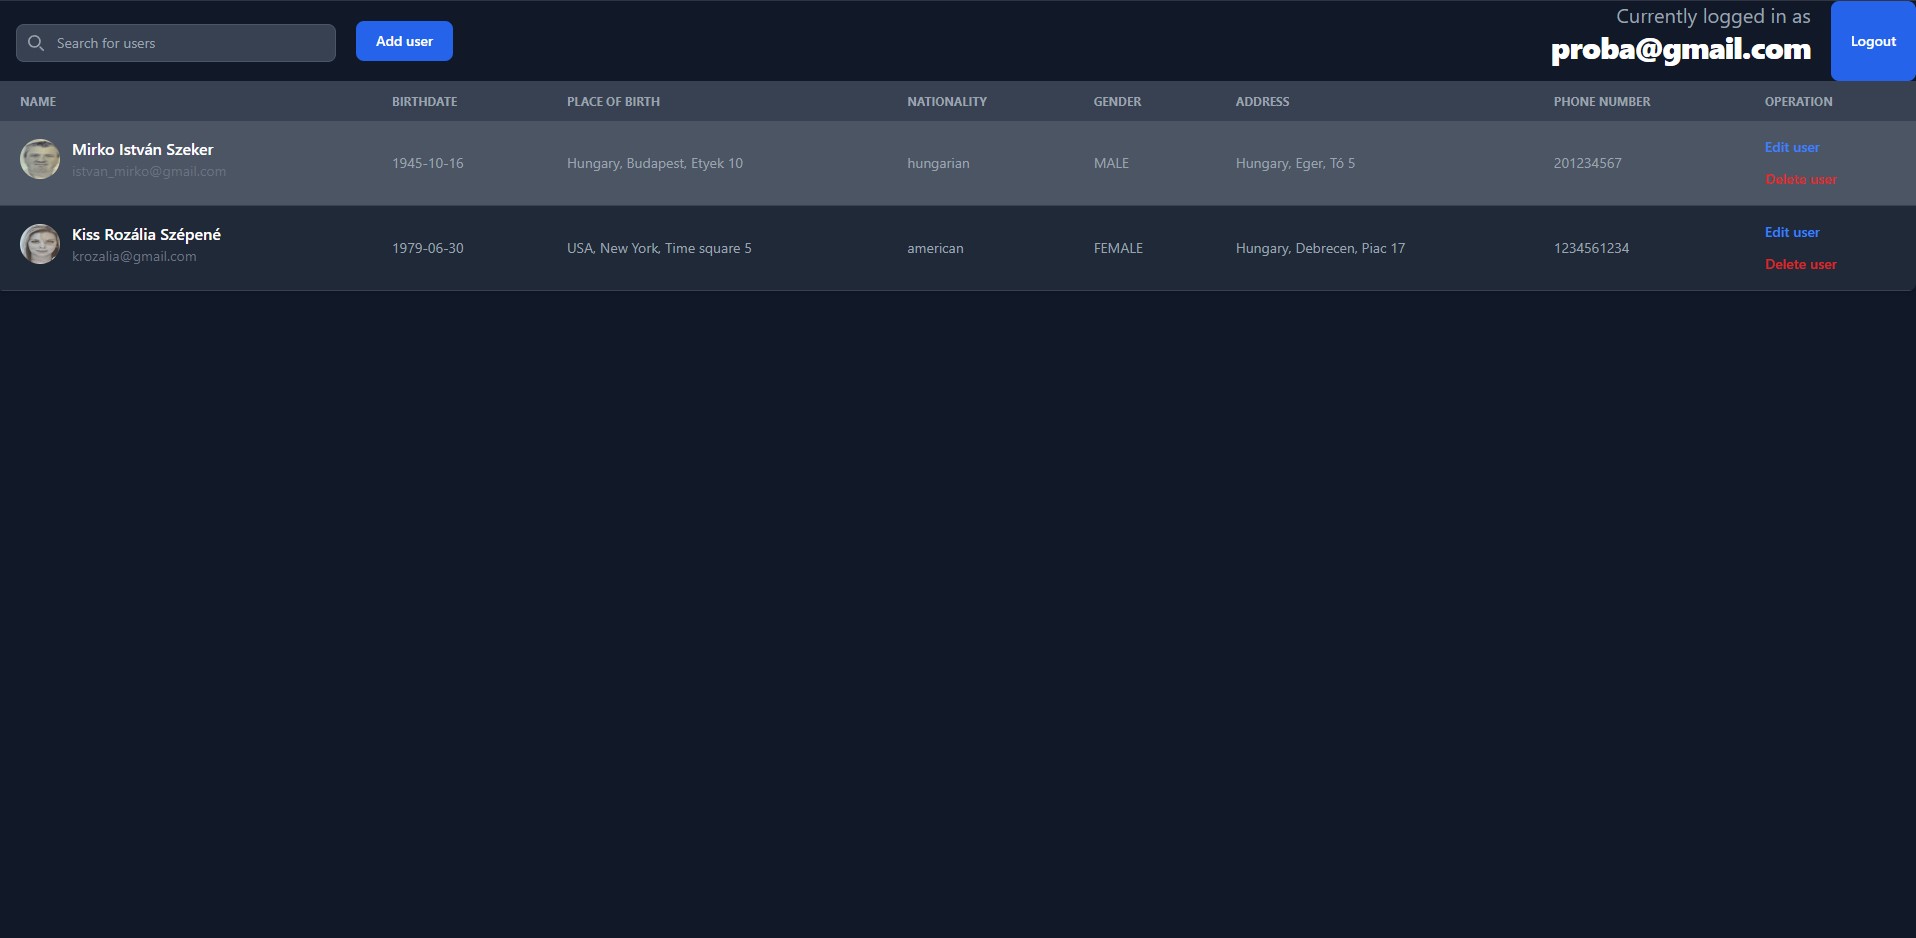 Search for users
Add user
Currently logged in as
proba@gmail.com
Logout
NAME BIRTHDATE PLACE OF BIRTH NATIONALITY GENDER ADDRESS PHONE NUMBER OPERATION
Mirko István Szeker
istvan_mirko@gmail.com
1945-10-16 Hungary, Budapest, Etyek 10 hungarian MALE Hungary, Eger, Tó 5 201234567
Edit user
Delete user
Kiss Rozália Szépené
krozalia@gmail.com
1979-06-30 USA, New York, Time square 5 american FEMALE Hungary, Debrecen, Piac 17 1234561234
Edit user
Delete user